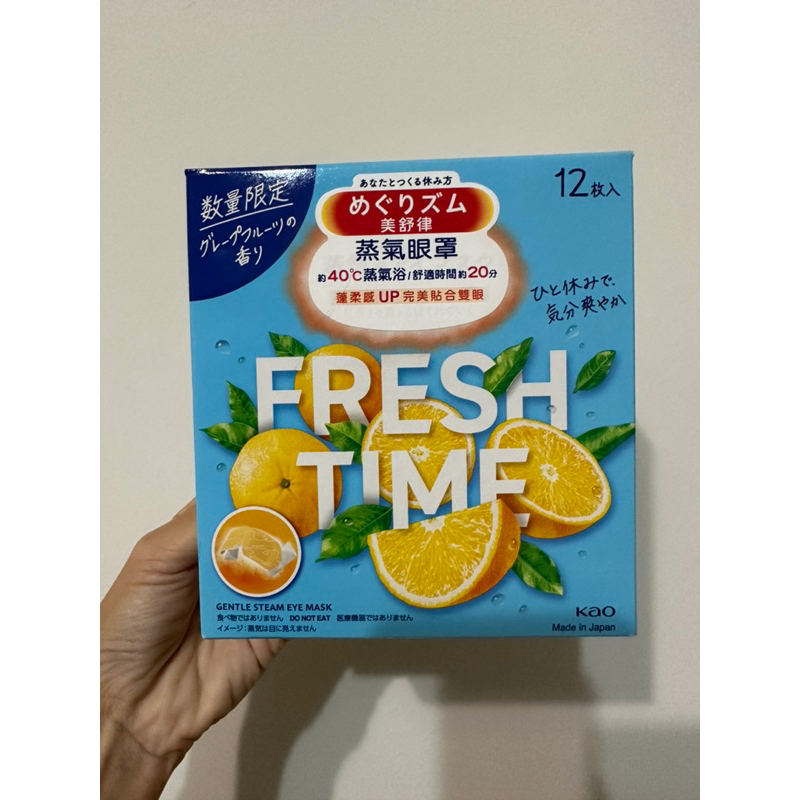 数量限定
グレープフルーツの
香り
あなたとつくる休み方
めぐりズム
美舒律
蒸氣眼罩
約40℃蒸氣浴/舒適時間約20分
蓬柔感UP完美貼合雙眼
12枚入
ひと休みで、
気分爽やか
FRESH
TIME
GENTLE STEAM EYE MASK
食べ物ではありません DO NOT EAT 医療機器ではありません
イメージ:蒸気は目に見えません
Kao
Made in Japan